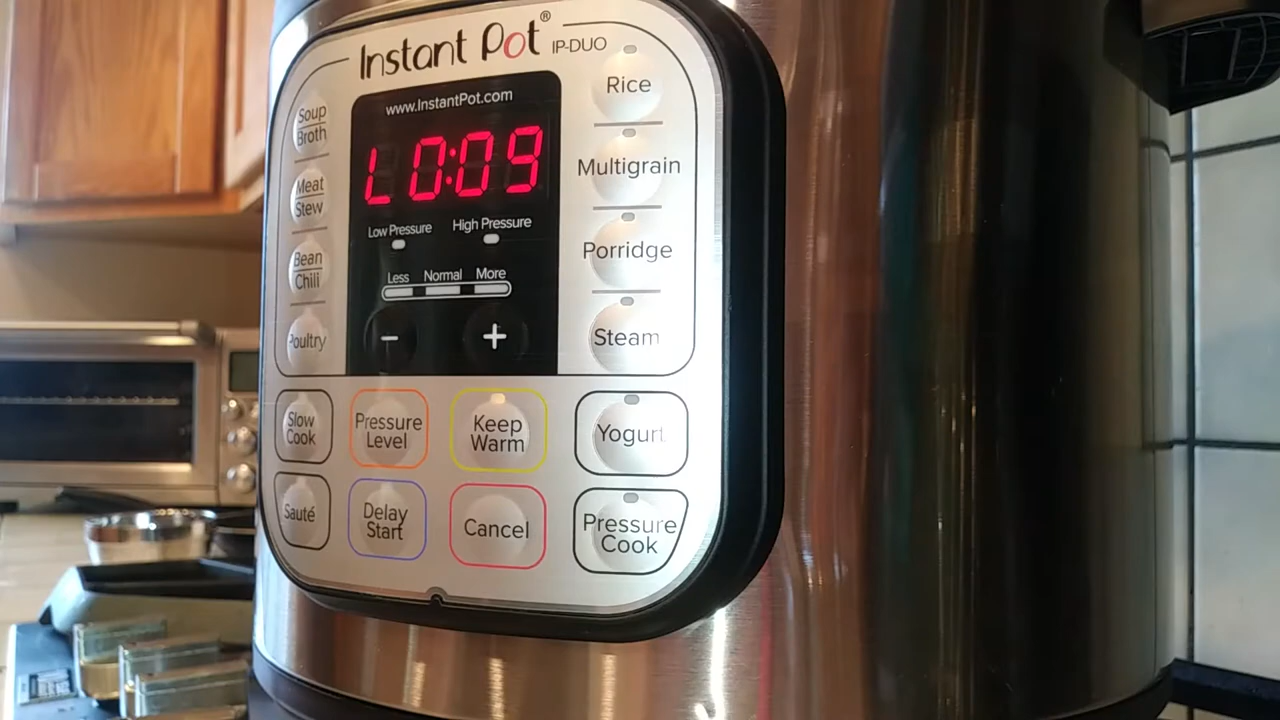 Instant Pot® IP-DUO
www.InstantPot.com
L0:09
Low Pressure High Pressure
Less Normal More
− +
Soup
Broth
Meat
Stew
Bean
Chili
Poultry
Rice
Multigrain
Porridge
Steam
Slow
Cook
Pressure
Level
Keep
Warm
Yogurt
Sauté
Delay
Start
Cancel
Pressure
Cook